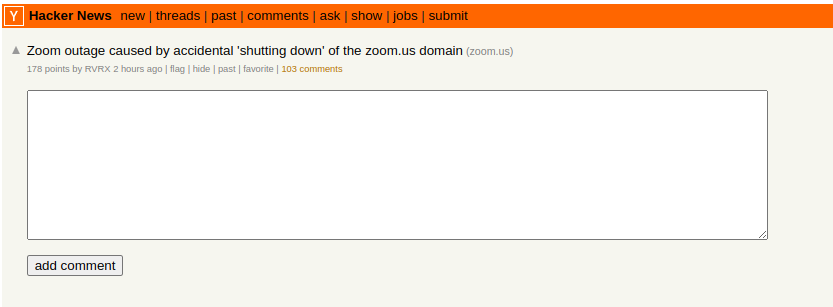 Y Hacker News new | threads | past | comments | ask | show | jobs | submit
Zoom outage caused by accidental 'shutting down' of the zoom.us domain (zoom.us)
178 points by RVRX 2 hours ago | flag | hide | past | favorite | 103 comments
add comment